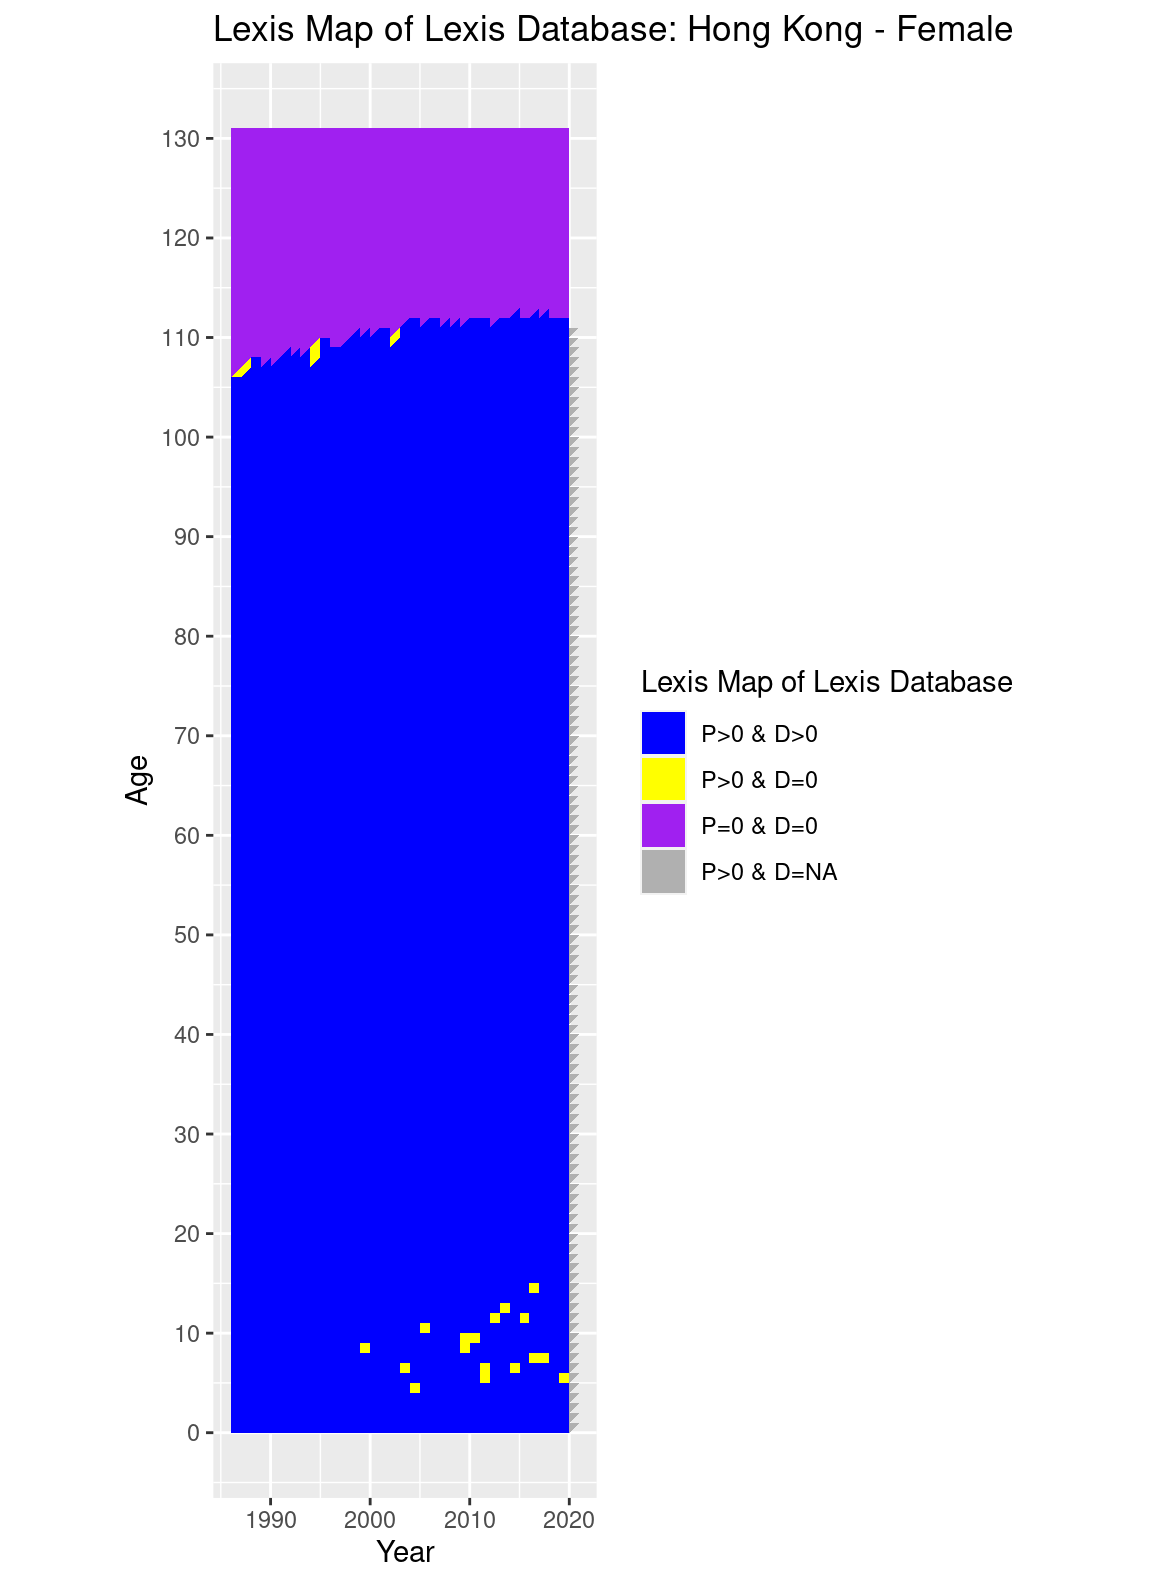 Lexis Map of Lexis Database: Hong Kong - Female
130
120
110
100
90
80
70
60
50
40
30
20
10
0
Age
1990 2000 2010 2020
Year
Lexis Map of Lexis Database
P>0 & D>0
P>0 & D=0
P=0 & D=0
P>0 & D=NA